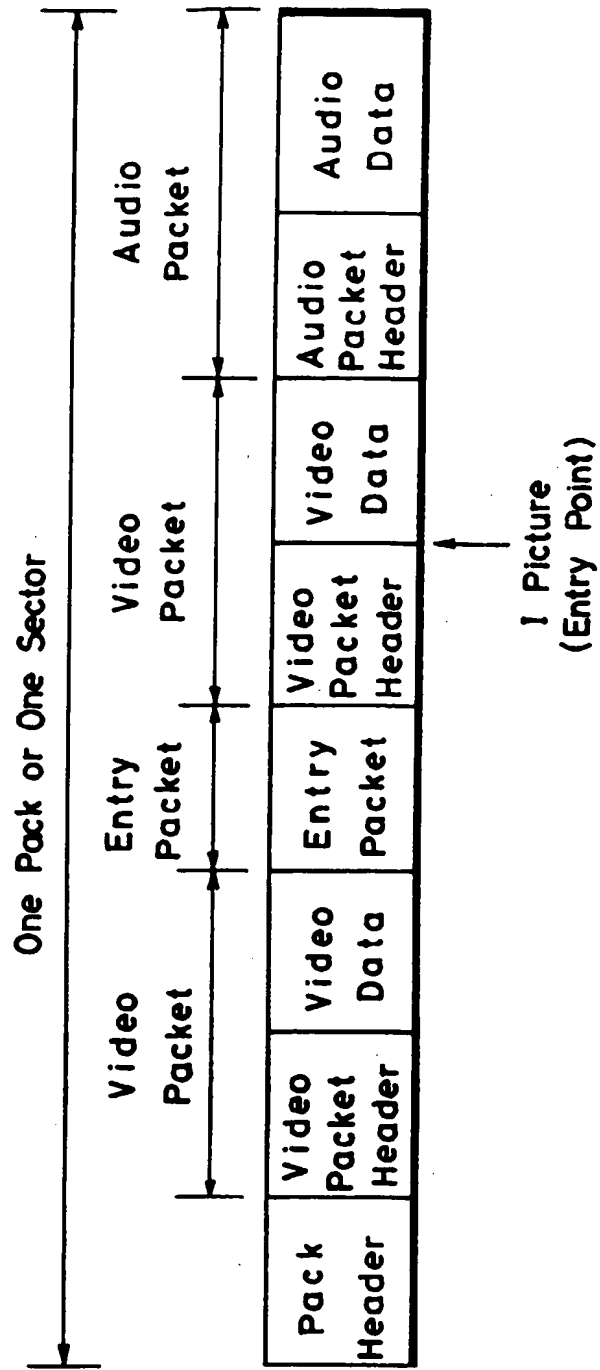 One Pack or One Sector
Video
Packet
Entry
Packet
Video
Packet
Audio
Packet
Pack
Header
Video
Packet
Header
Video
Data
Entry
Packet
Video
Packet
Header
Video
Data
Audio
Packet
Header
Audio
Data
I Picture
(Entry Point)